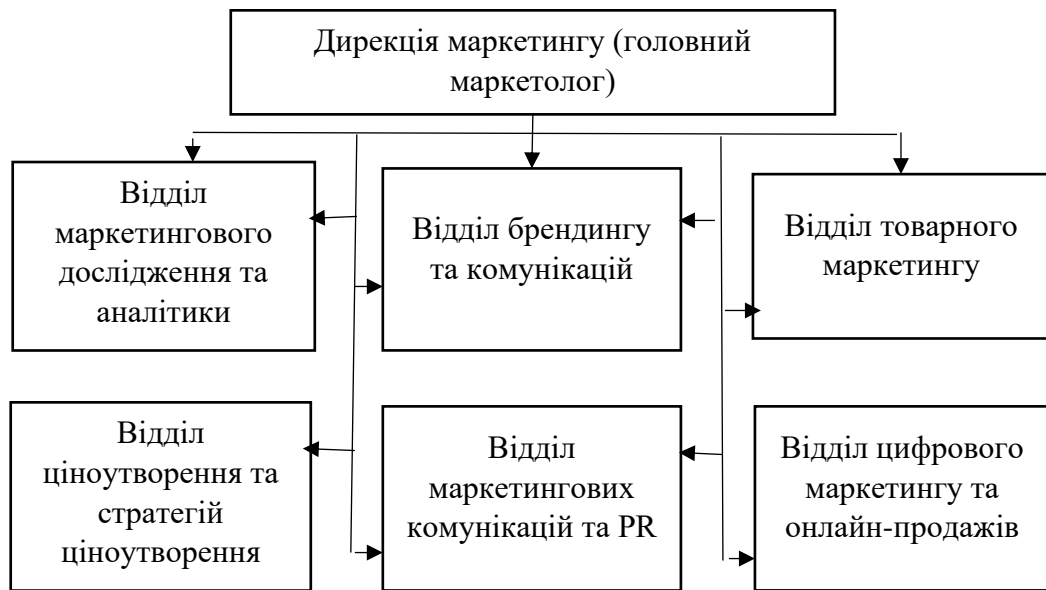 Дирекція маркетингу (головний
маркетолог)
Відділ
маркетингового
дослідження та
аналітики
Відділ брендингу
та комунікацій
Відділ товарного
маркетингу
Відділ
ціноутворення та
стратегій
ціноутворення
Відділ
маркетингових
комунікацій та PR
Відділ цифрового
маркетингу та
онлайн-продажів